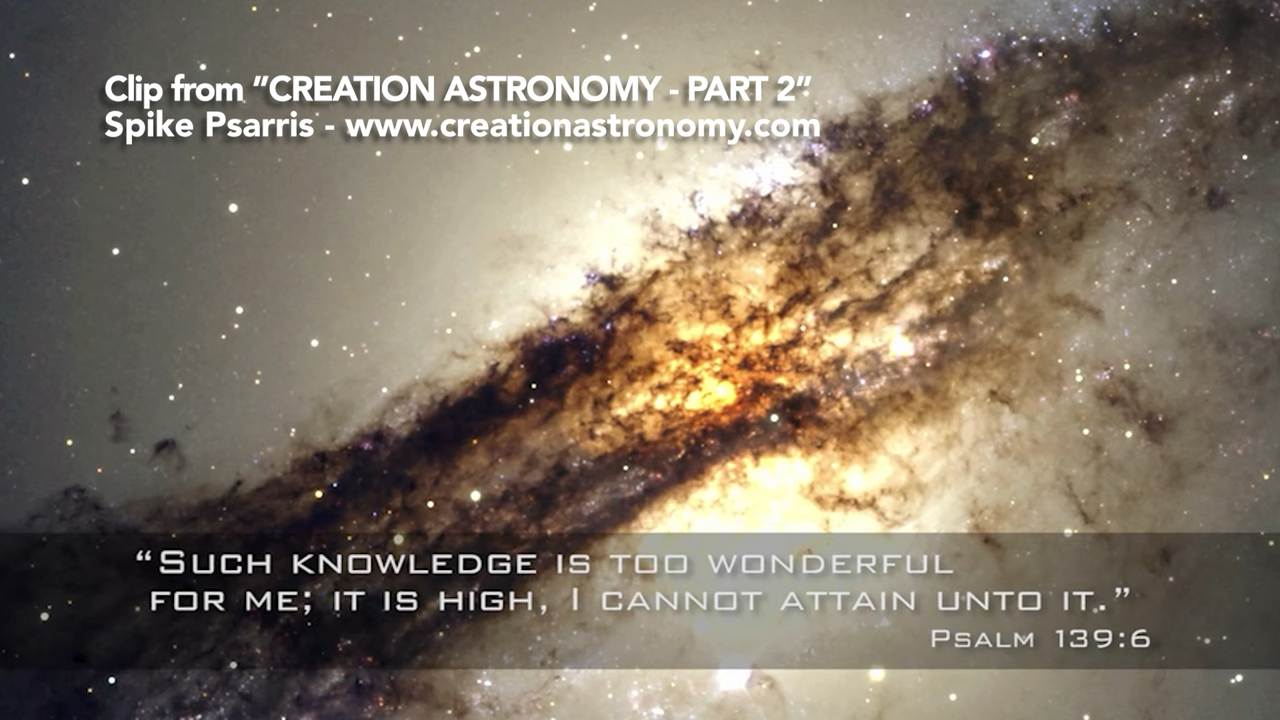 Clip from "CREATION ASTRONOMY - PART 2":
Spike Psarris - www.creationastronomy.com
“SUCH KNOWLEDGE IS TOO WONDERFUL
FOR ME; IT IS HIGH, I CANNOT ATTAIN UNTO IT.”
PSALM 139:6